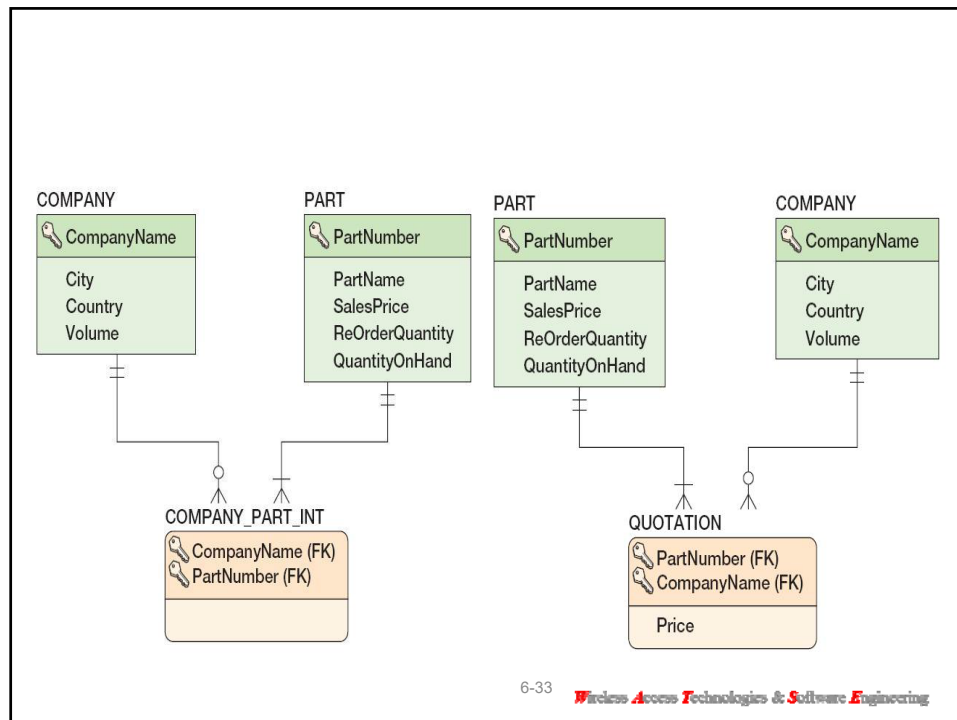 COMPANY
CompanyName
City
Country
Volume
PART
PartNumber
PartName
SalesPrice
ReOrderQuantity
QuantityOnHand
COMPANY_PART_INT
CompanyName (FK)
PartNumber (FK)
PART
PartNumber
PartName
SalesPrice
ReOrderQuantity
QuantityOnHand
COMPANY
CompanyName
City
Country
Volume
QUOTATION
PartNumber (FK)
CompanyName (FK)
Price
6-33
Wireless Access Technologies & Software Engineering